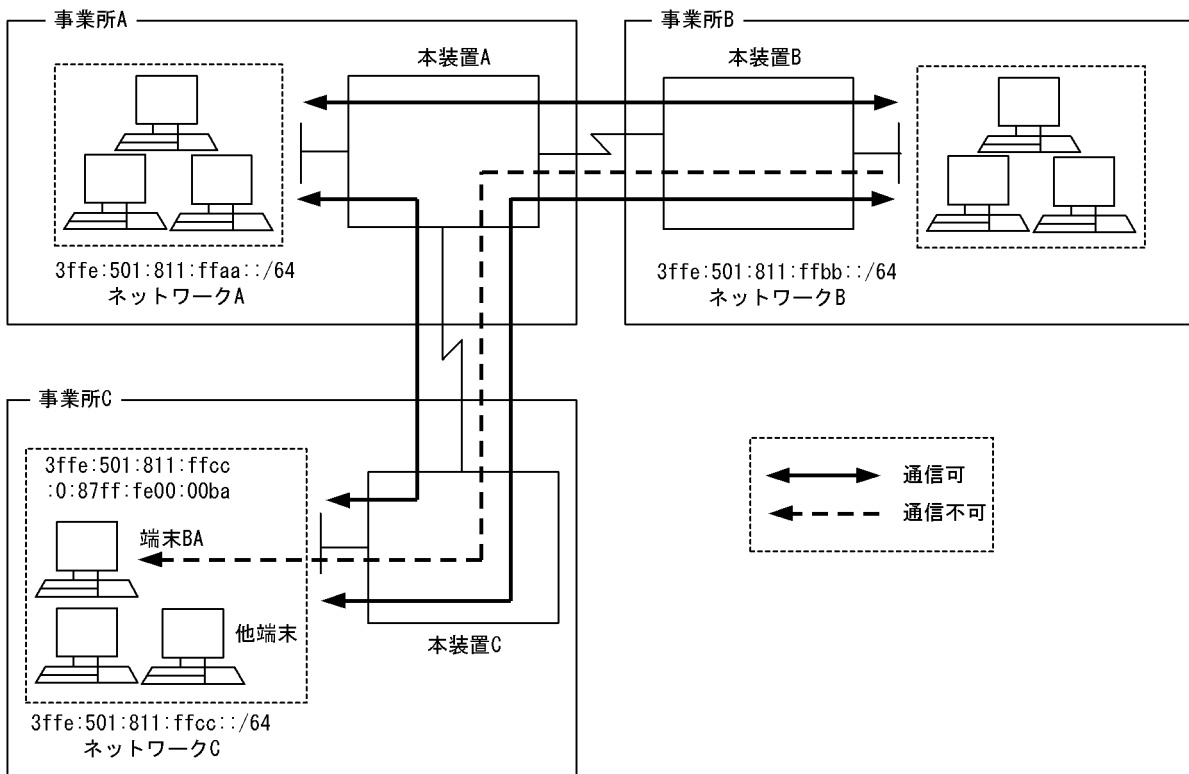 事業所A
本装置A
3ffe:501:811:ffaa::/64
ネットワークA
事業所B
本装置B
3ffe:501:811:ffbb::/64
ネットワークB
事業所C
3ffe:501:811:ffcc
:0:87ff:fe00:00ba
端末BA
他端末
本装置C
3ffe:501:811:ffcc::/64
ネットワークC
通信可
通信不可